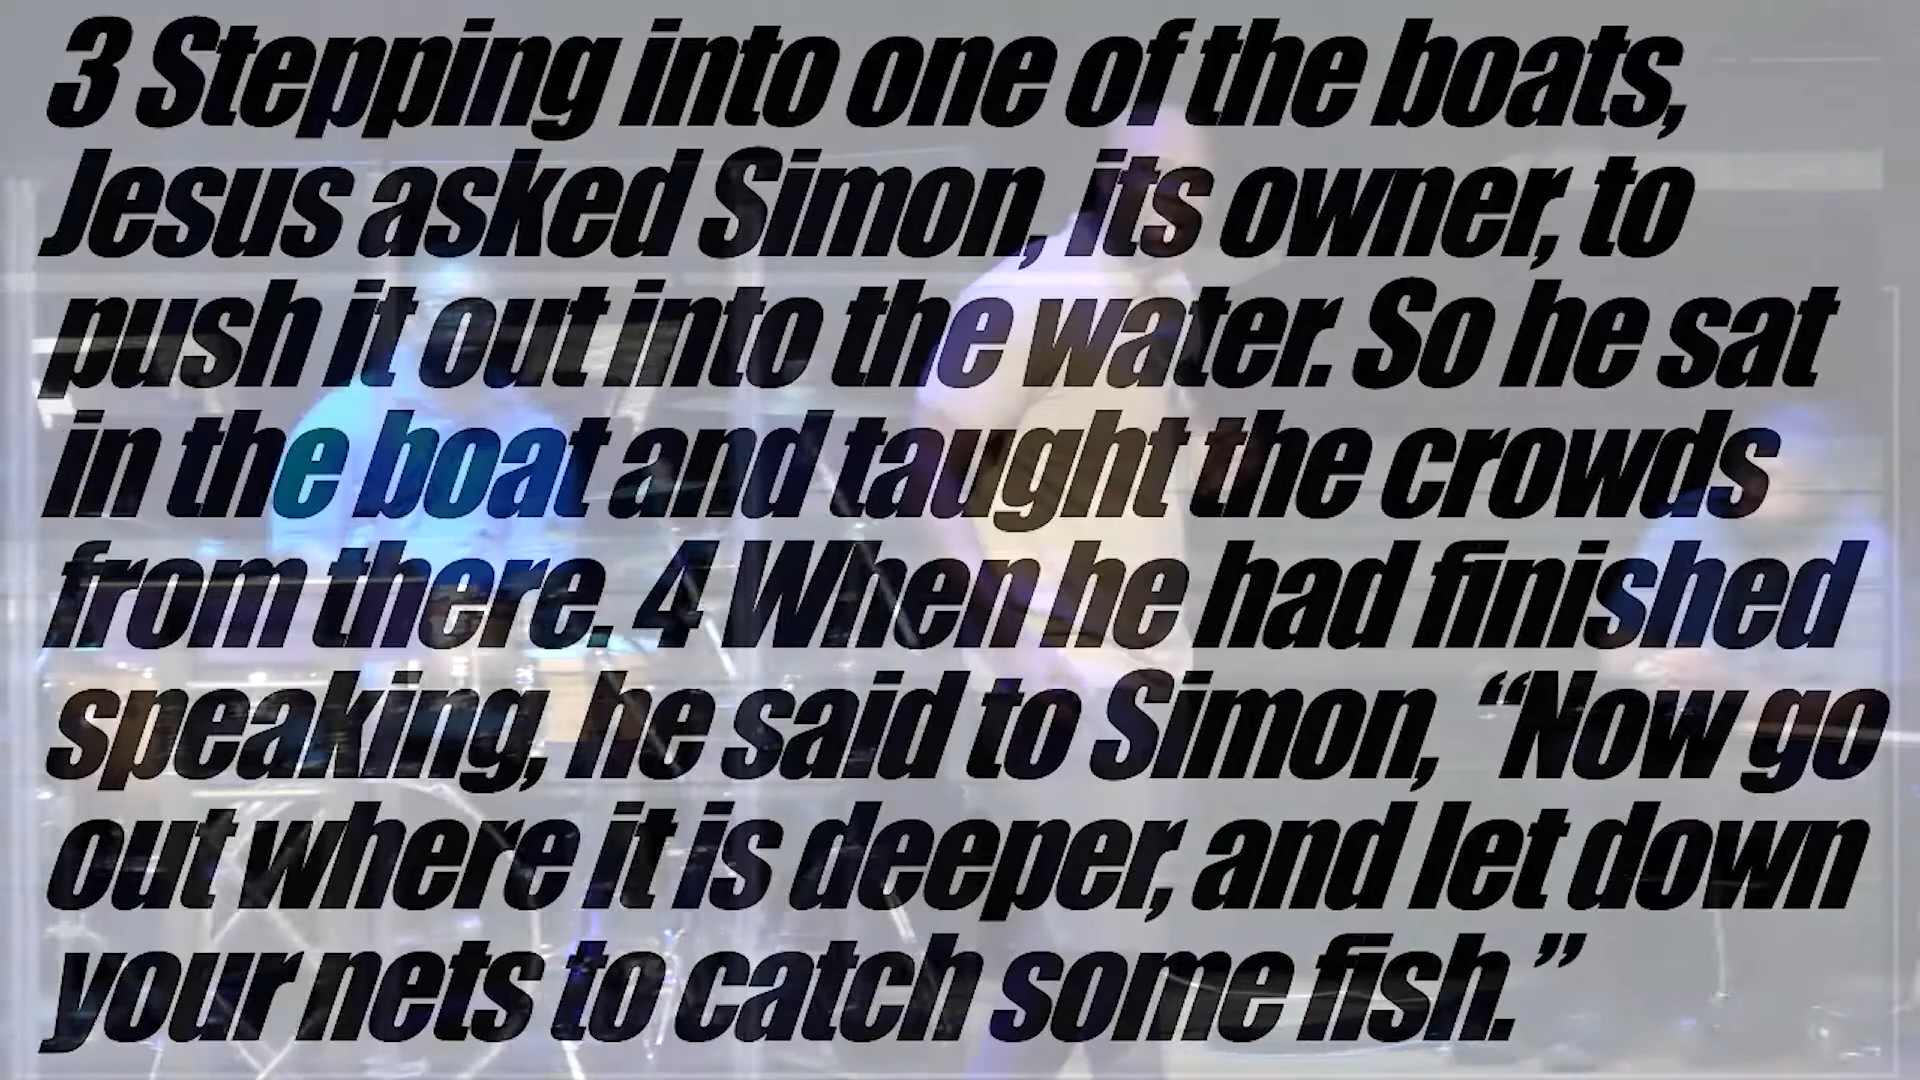 3 Stepping into one of the boats,
Jesus asked Simon, its owner, to
push it out into the water. So he sat
in the boat and taught the crowds
from there. 4 When he had finished
speaking, he said to Simon, “Now go
out where it is deeper, and let down
your nets to catch some fish.”